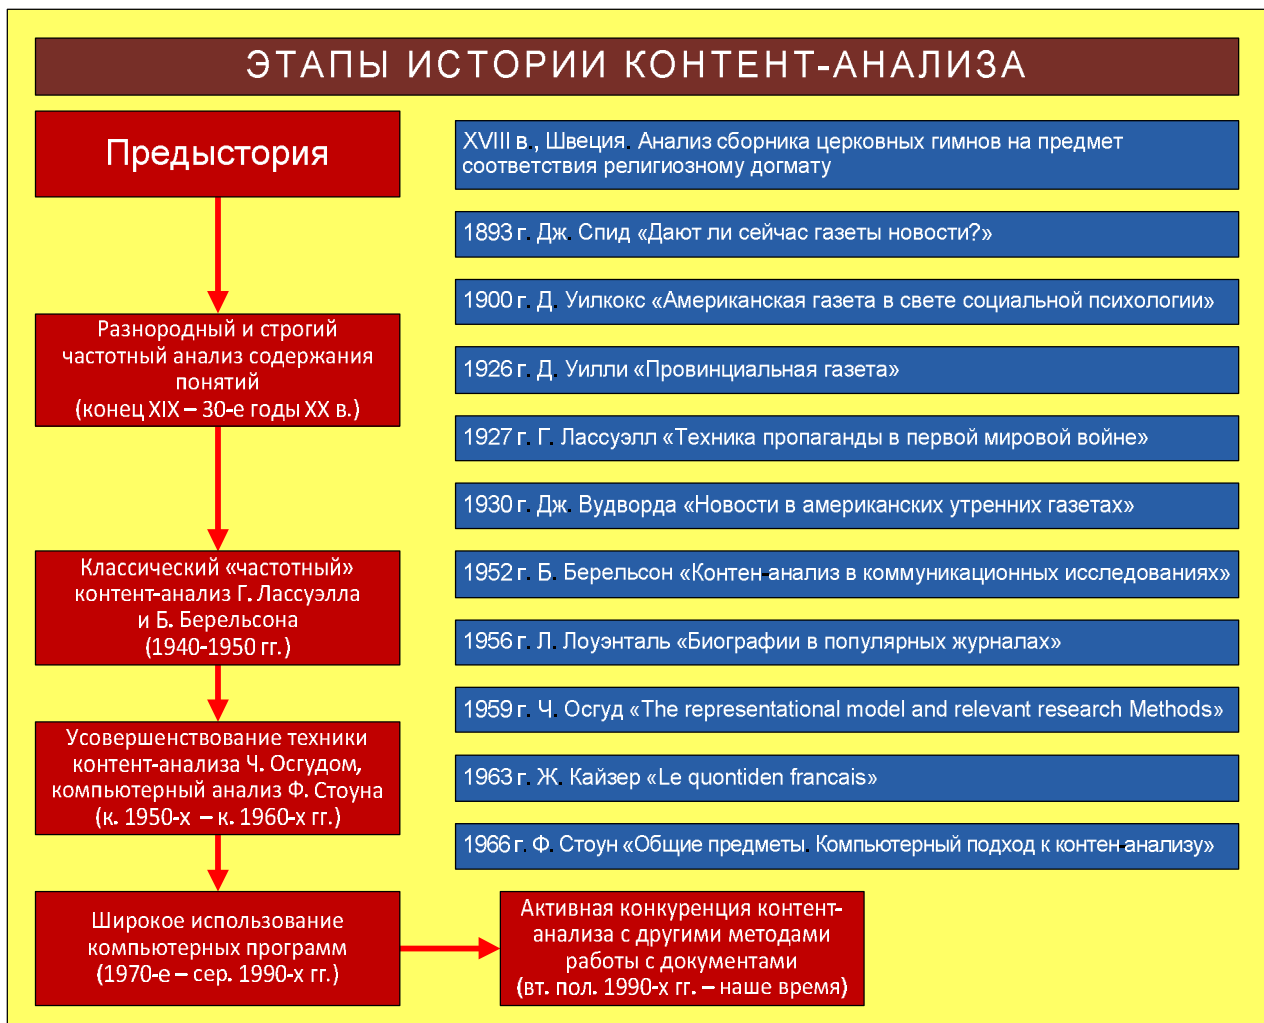 ЭТАПЫ ИСТОРИИ КОНТЕНТ-АНАЛИЗА
Предыстория
Разнородный и строгий
частотный анализ содержания
понятий
(конец XIX – 30-е годы XX в.)
Классический «частотный»
контент-анализ Г. Лассуэлла
и Б. Берельсона
(1940-1950 гг.)
Усовершенствование техники
контент-анализа Ч. Осгудом,
компьютерный анализ Ф. Стоуна
(к. 1950-х – к. 1960-х гг.)
Широкое использование
компьютерных программ
(1970-е – сер. 1990-х гг.)
Активная конкуренция контент-
анализа с другими методами
работы с документами
(вт. пол. 1990-х гг. – наше время)
XVIII в., Швеция. Анализ сборника церковных гимнов на предмет
соответствия религиозному догмату
1893 г. Дж. Спид «Дают ли сейчас газеты новости?»
1900 г. Д. Уилкокс «Американская газета в свете социальной психологии»
1926 г. Д. Уилли «Провинциальная газета»
1927 г. Г. Лассуэлл «Техника пропаганды в первой мировой войне»
1930 г. Дж. Вудворда «Новости в американских утренних газетах»
1952 г. Б. Берельсон «Контен-анализ в коммуникационных исследованиях»
1956 г. Л. Лоуэнталь «Биографии в популярных журналах»
1959 г. Ч. Осгуд «The representational model and relevant research Methods»
1963 г. Ж. Кайзер «Le quontiden francais»
1966 г. Ф. Стоун «Общие предметы. Компьютерный подход к контен-анализу»